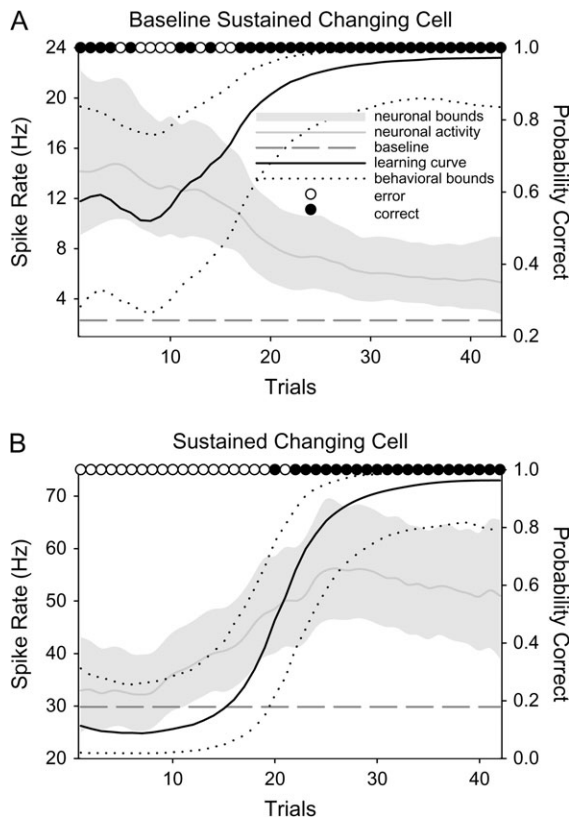 A
Baseline Sustained Changing Cell
24
20
16
12
8
4
Spike Rate (Hz)
neuronal bounds
neuronal activity
baseline
learning curve
behavioral bounds
error
correct
1.0
0.8
0.6
0.4
0.2
Probability Correct
10 20 30 40
Trials
B
Sustained Changing Cell
70
60
50
40
30
20
Spike Rate (Hz)
1.0
0.8
0.6
0.4
0.2
0.0
Probability Correct
10 20 30 40
Trials